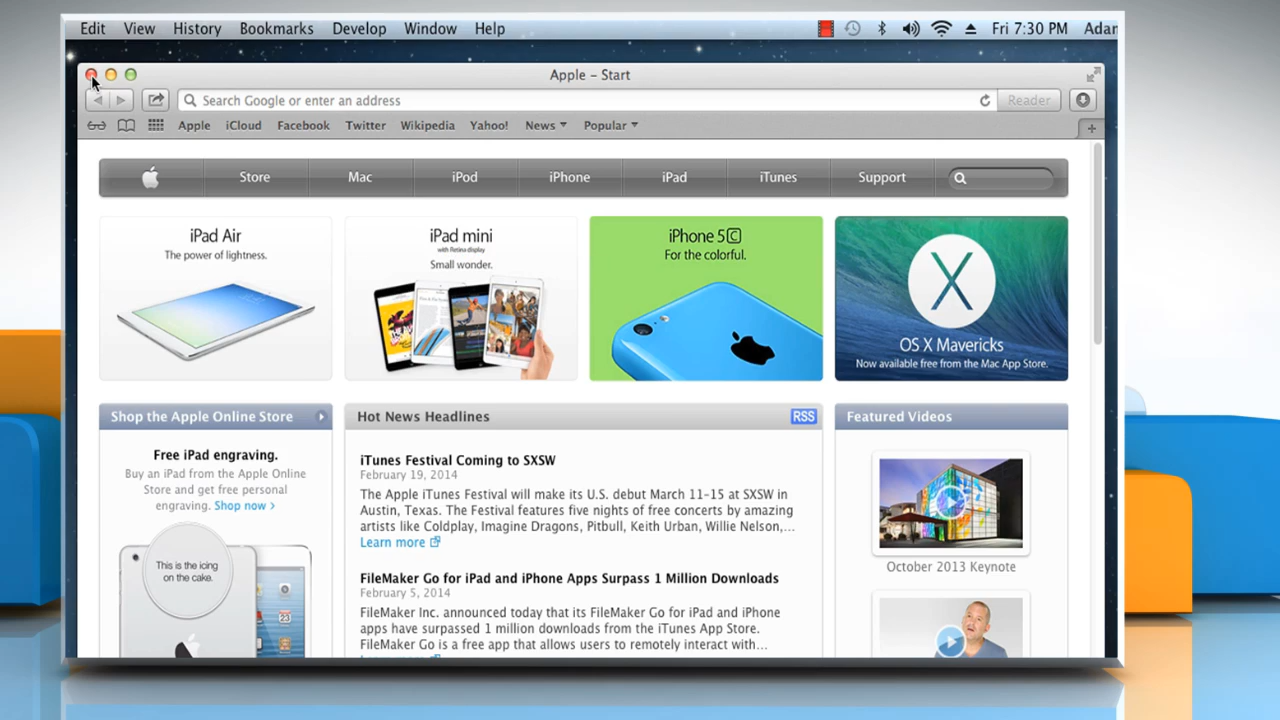 Edit View History Bookmarks Develop Window Help Fri 7:30 PM Adam
Apple – Start
Search Google or enter an address
Reader
Apple iCloud Facebook Twitter Wikipedia Yahoo! News Popular
Store Mac iPod iPhone iPad iTunes Support
iPad Air
The power of lightness.
iPad mini
with Retina display
Small wonder.
iPhone 5C
For the colorful.
OS X Mavericks
Now available free from the Mac App Store.
Shop the Apple Online Store
Free iPad engraving.
Buy an iPad from the Apple Online
Store and get free personal
engraving. Shop now >
This is the icing
on the cake.
Hot News Headlines RSS
iTunes Festival Coming to SXSW
February 19, 2014
The Apple iTunes Festival will make its U.S. debut March 11-15 at SXSW in
Austin, Texas. The Festival features five nights of free concerts by amazing
artists like Coldplay, Imagine Dragons, Pitbull, Keith Urban, Willie Nelson,...
Learn more
FileMaker Go for iPad and iPhone Apps Surpass 1 Million Downloads
February 5, 2014
FileMaker Inc. announced today that its FileMaker Go for iPad and iPhone
apps have surpassed 1 million downloads from the iTunes App Store.
FileMaker Go is a free app that allows users to remotely interact with...
Featured Videos
October 2013 Keynote